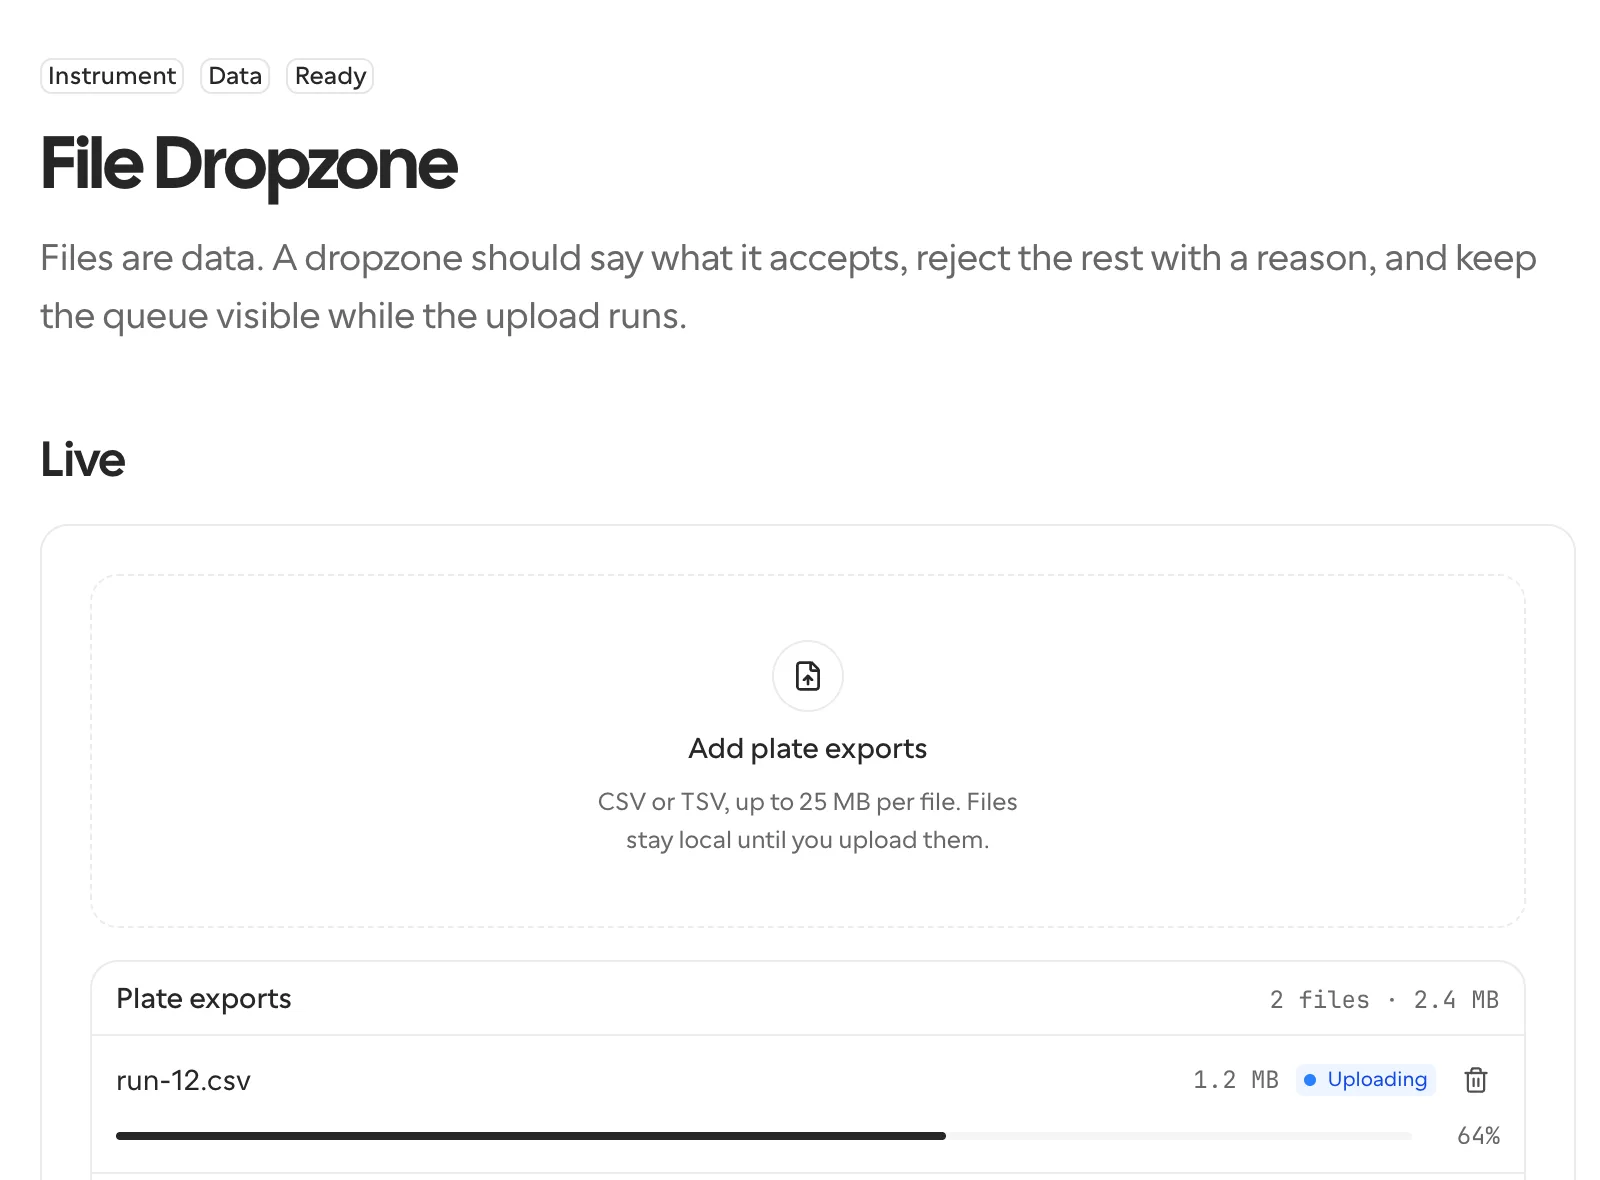 Instrument Data Ready
File Dropzone
Files are data. A dropzone should say what it accepts, reject the rest with a reason, and keep
the queue visible while the upload runs.
Live
Add plate exports
CSV or TSV, up to 25 MB per file. Files
stay local until you upload them.
Plate exports 2 files · 2.4 MB
run-12.csv 1.2 MB Uploading
64%